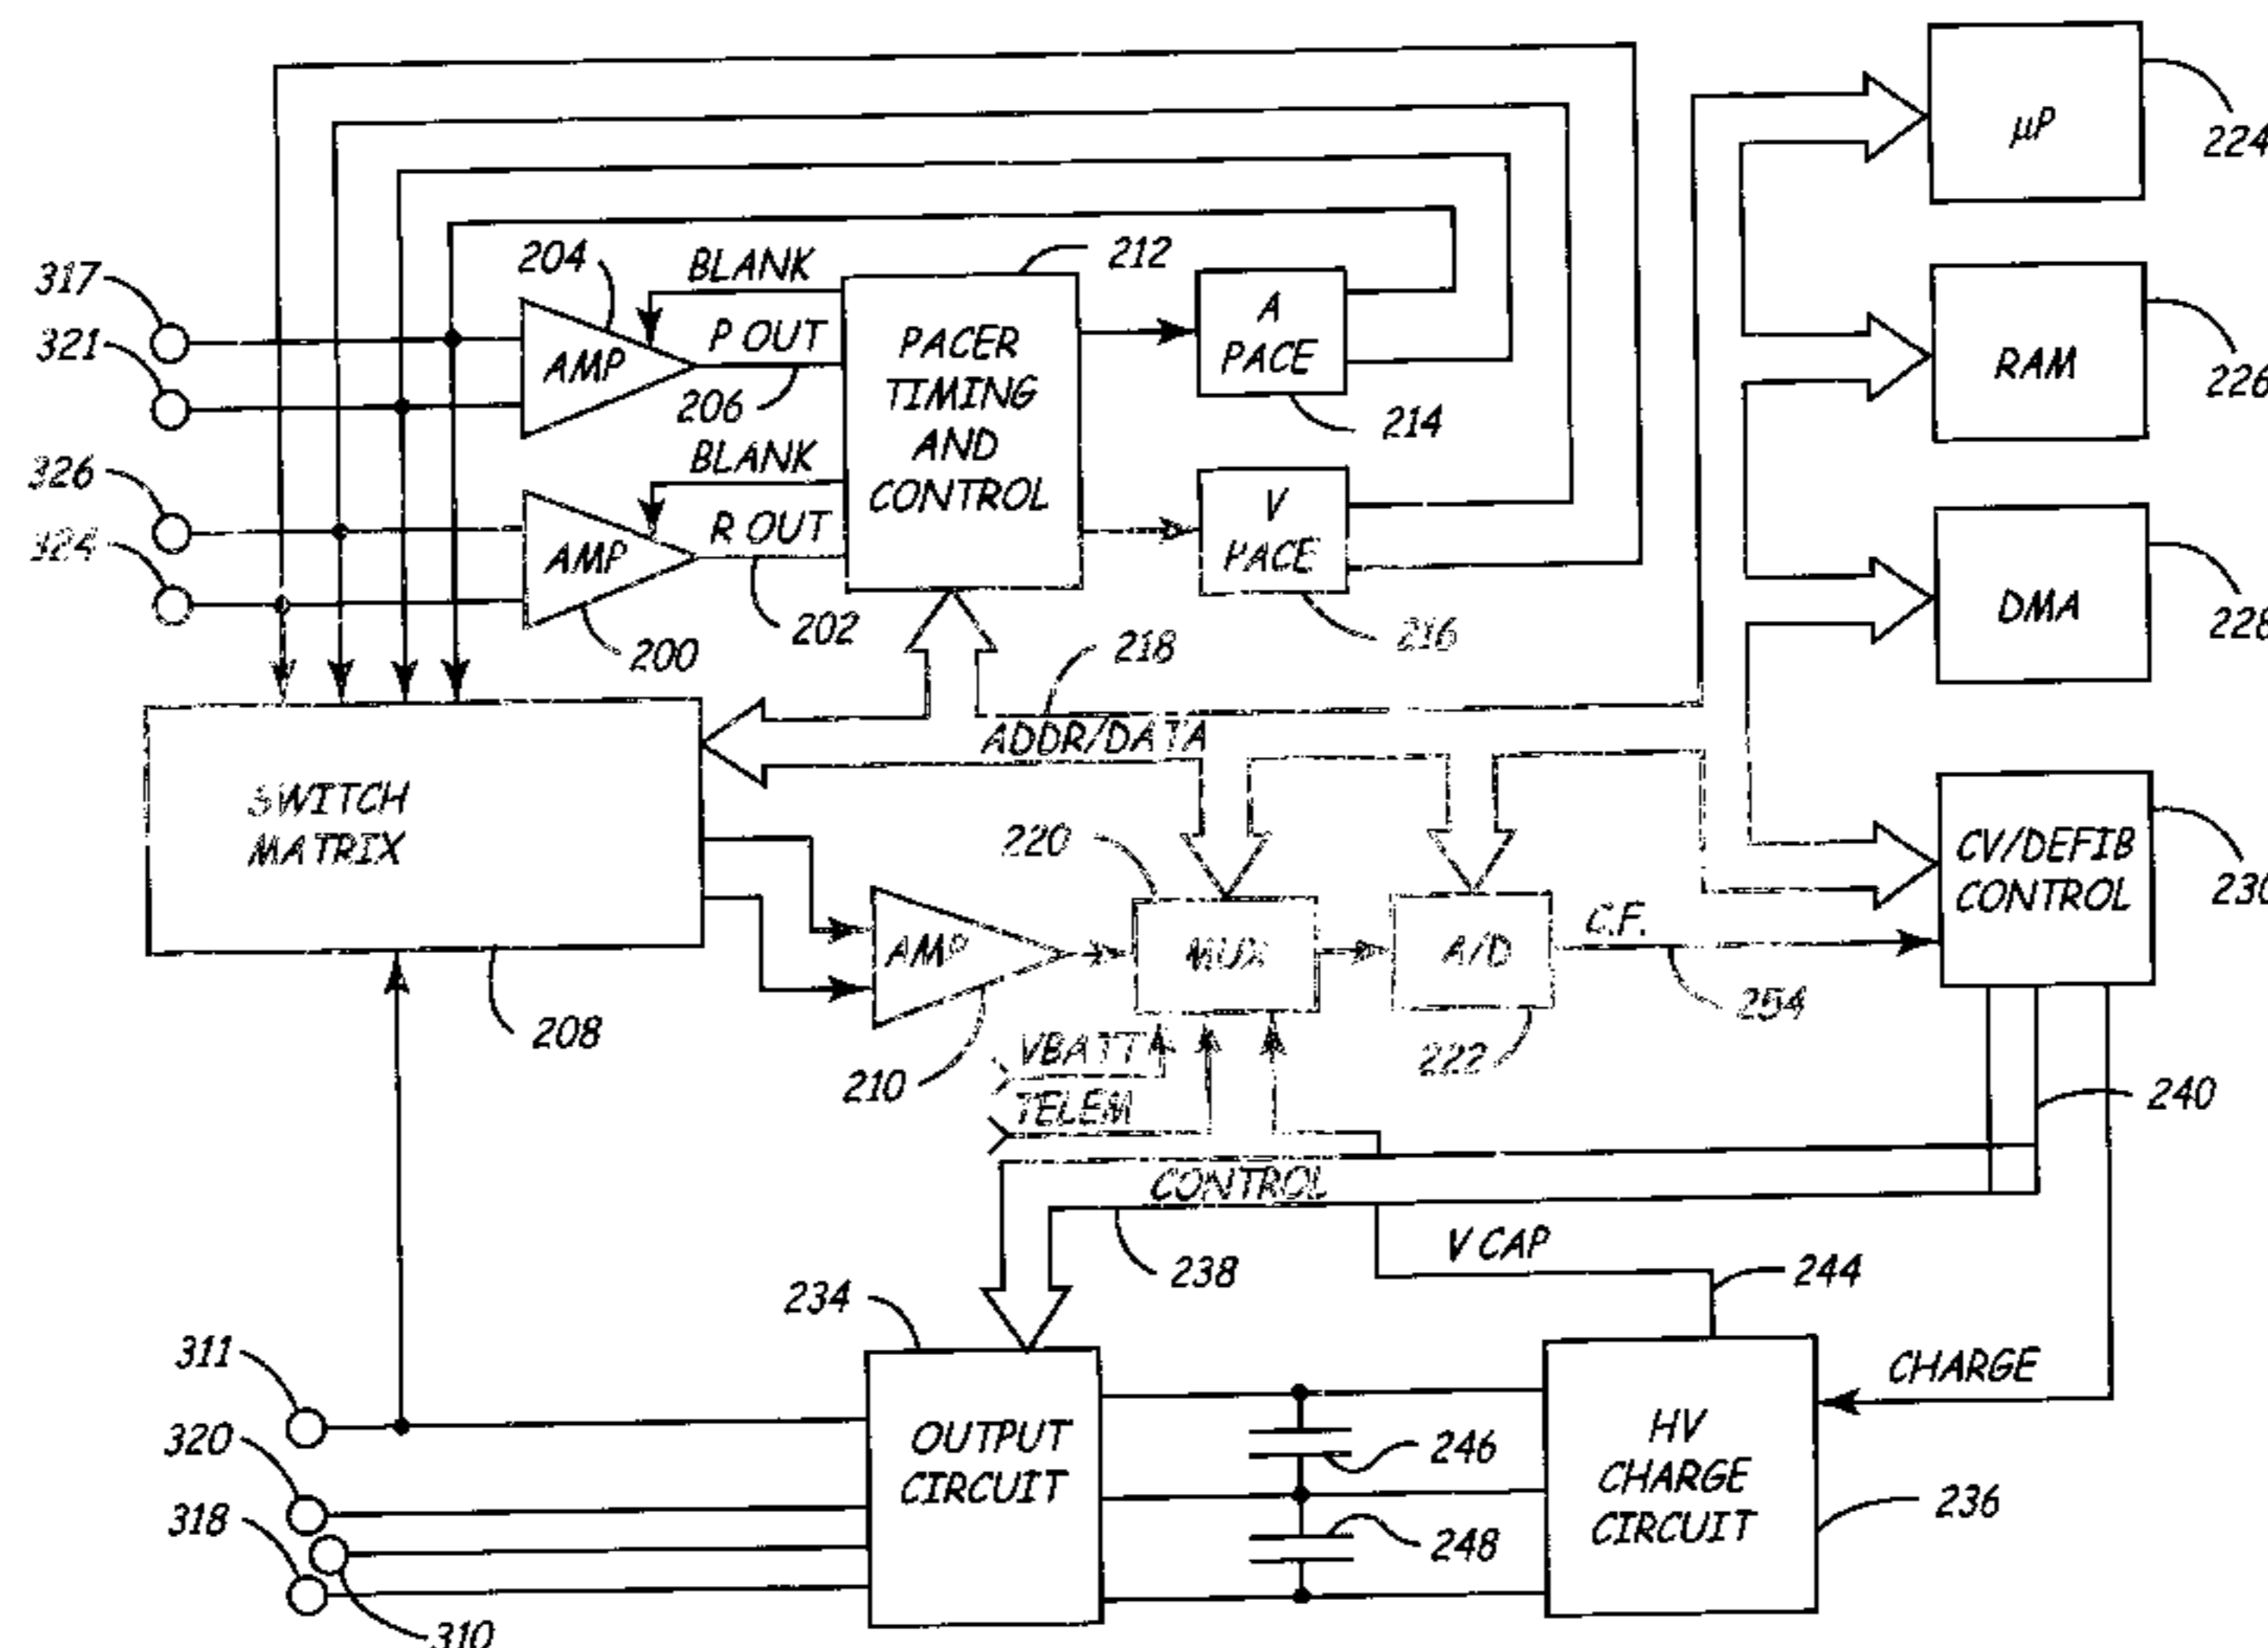 317
321
326
324
204
BLANK
P OUT
206
AMP
BLANK
R OUT
202
AMP
200
212
PACER
TIMING
AND
CONTROL
A
PACE
214
V
PACE
216
µP
224
RAM
226
DMA
228
218
ADDR/DATA
SWITCH
MATRIX
208
AMP
210
220
MUX
A/D
222
C.F.
254
CV/DEFIB
CONTROL
230
VBATT
TELEM
240
CONTROL
238
V CAP
244
234
OUTPUT
CIRCUIT
246
248
HV
CHARGE
CIRCUIT
CHARGE
236
311
320
318
310